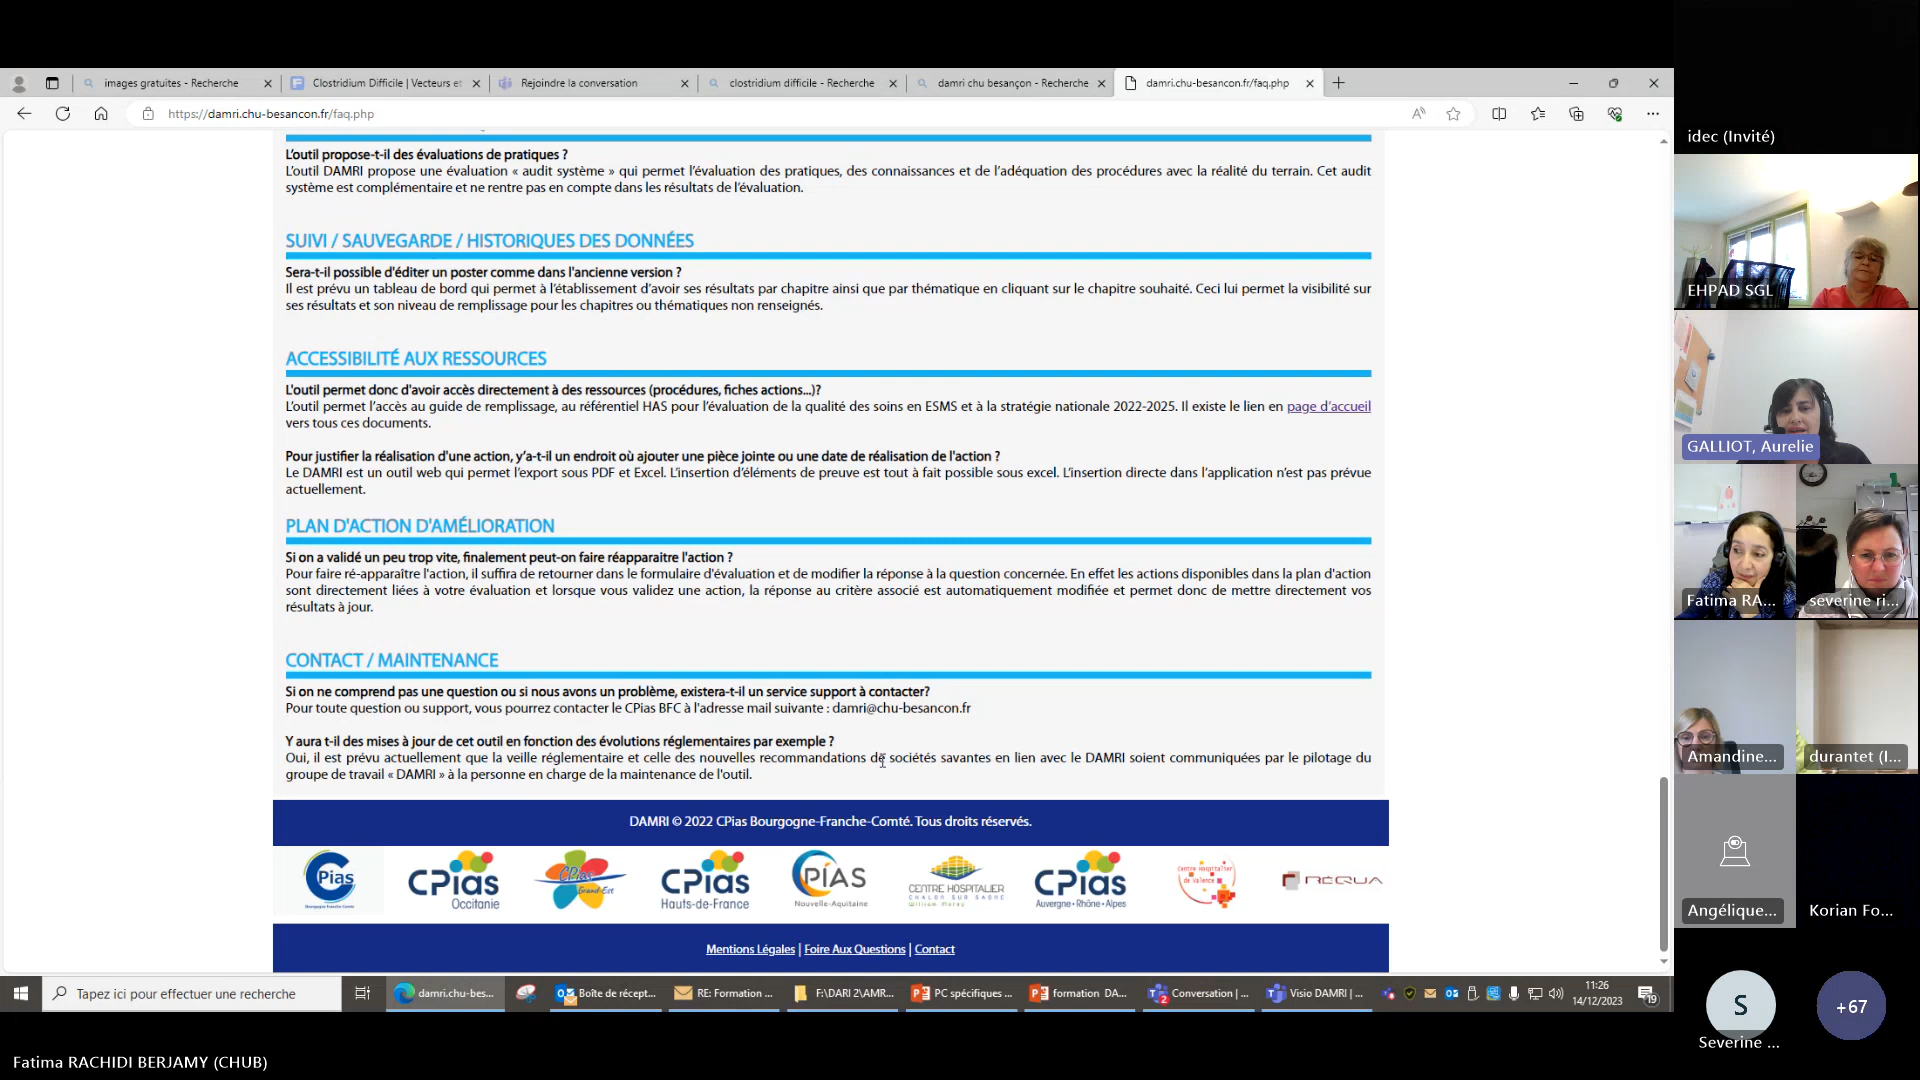 images gratuites - Recherche
Clostridium Difficile | Vecteurs et
Rejoindre la conversation
clostridium difficile - Recherche
damri chu besançon - Recherche
damri.chu-besancon.fr/faq.php
https://damri.chu-besancon.fr/faq.php
L'outil propose-t-il des évaluations de pratiques ?
L'outil DAMRI propose une évaluation « audit système » qui permet l'évaluation des pratiques, des connaissances et de l'adéquation des procédures avec la réalité du terrain. Cet audit
système est complémentaire et ne rentre pas en compte dans les résultats de l'évaluation.
SUIVI / SAUVEGARDE / HISTORIQUES DES DONNÉES
Sera-t-il possible d'éditer un poster comme dans l'ancienne version ?
Il est prévu un tableau de bord qui permet à l'établissement d'avoir ses résultats par chapitre ainsi que par thématique en cliquant sur le chapitre souhaité. Ceci lui permet la visibilité sur
ses résultats et son niveau de remplissage pour les chapitres ou thématiques non renseignés.
ACCESSIBILITÉ AUX RESSOURCES
L'outil permet donc d'avoir accès directement à des ressources (procédures, fiches actions...)?
L'outil permet l'accès au guide de remplissage, au référentiel HAS pour l'évaluation de la qualité des soins en ESMS et à la stratégie nationale 2022-2025. Il existe le lien en page d'accueil
vers tous ces documents.
Pour justifier la réalisation d'une action, y'a-t-il un endroit où ajouter une pièce jointe ou une date de réalisation de l'action ?
Le DAMRI est un outil web qui permet l'export sous PDF et Excel. L'insertion d'éléments de preuve est tout à fait possible sous excel. L'insertion directe dans l'application n'est pas prévue
actuellement.
PLAN D'ACTION D'AMÉLIORATION
Si on a validé un peu trop vite, finalement peut-on faire réapparaitre l'action ?
Pour faire ré-apparaître l'action, il suffira de retourner dans le formulaire d'évaluation et de modifier la réponse à la question concernée. En effet les actions disponibles dans la plan d'action
sont directement liées à votre évaluation et lorsque vous validez une action, la réponse au critère associé est automatiquement modifiée et permet donc de mettre directement vos
résultats à jour.
CONTACT / MAINTENANCE
Si on ne comprend pas une question ou si nous avons un problème, existera-t-il un service support à contacter?
Pour toute question ou support, vous pourrez contacter le CPias BFC à l'adresse mail suivante : damri@chu-besancon.fr
Y aura t-il des mises à jour de cet outil en fonction des évolutions réglementaires par exemple ?
Oui, il est prévu actuellement que la veille réglementaire et celle des nouvelles recommandations de sociétés savantes en lien avec le DAMRI soient communiquées par le pilotage du
groupe de travail « DAMRI » à la personne en charge de la maintenance de l'outil.
DAMRI © 2022 CPias Bourgogne-Franche-Comté. Tous droits réservés.
CPias Bourgogne Franche-Comté
CPias Occitanie
CPias Grand-Est
CPias Hauts-de-France
CPIAS Nouvelle-Aquitaine
CENTRE HOSPITALIER CHALON SUR SAÔNE William Morey
CPias Auvergne-Rhône-Alpes
Centre Hospitalier de Valence
RÉQUA
Mentions Légales | Foire Aux Questions | Contact
Tapez ici pour effectuer une recherche
damri.chu-bes...
Boîte de récept...
RE: Formation ...
F:\DARI 2\AMR...
PC spécifiques ...
formation DA...
Conversation | ...
Visio DAMRI | ...
11:26
14/12/2023
19
idec (Invité)
EHPAD SGL
GALLIOT, Aurelie
Fatima RA...
severine ri...
Amandine...
durantet (I...
Angélique...
Korian Fo...
S
Severine ...
+67
Fatima RACHIDI BERJAMY (CHUB)